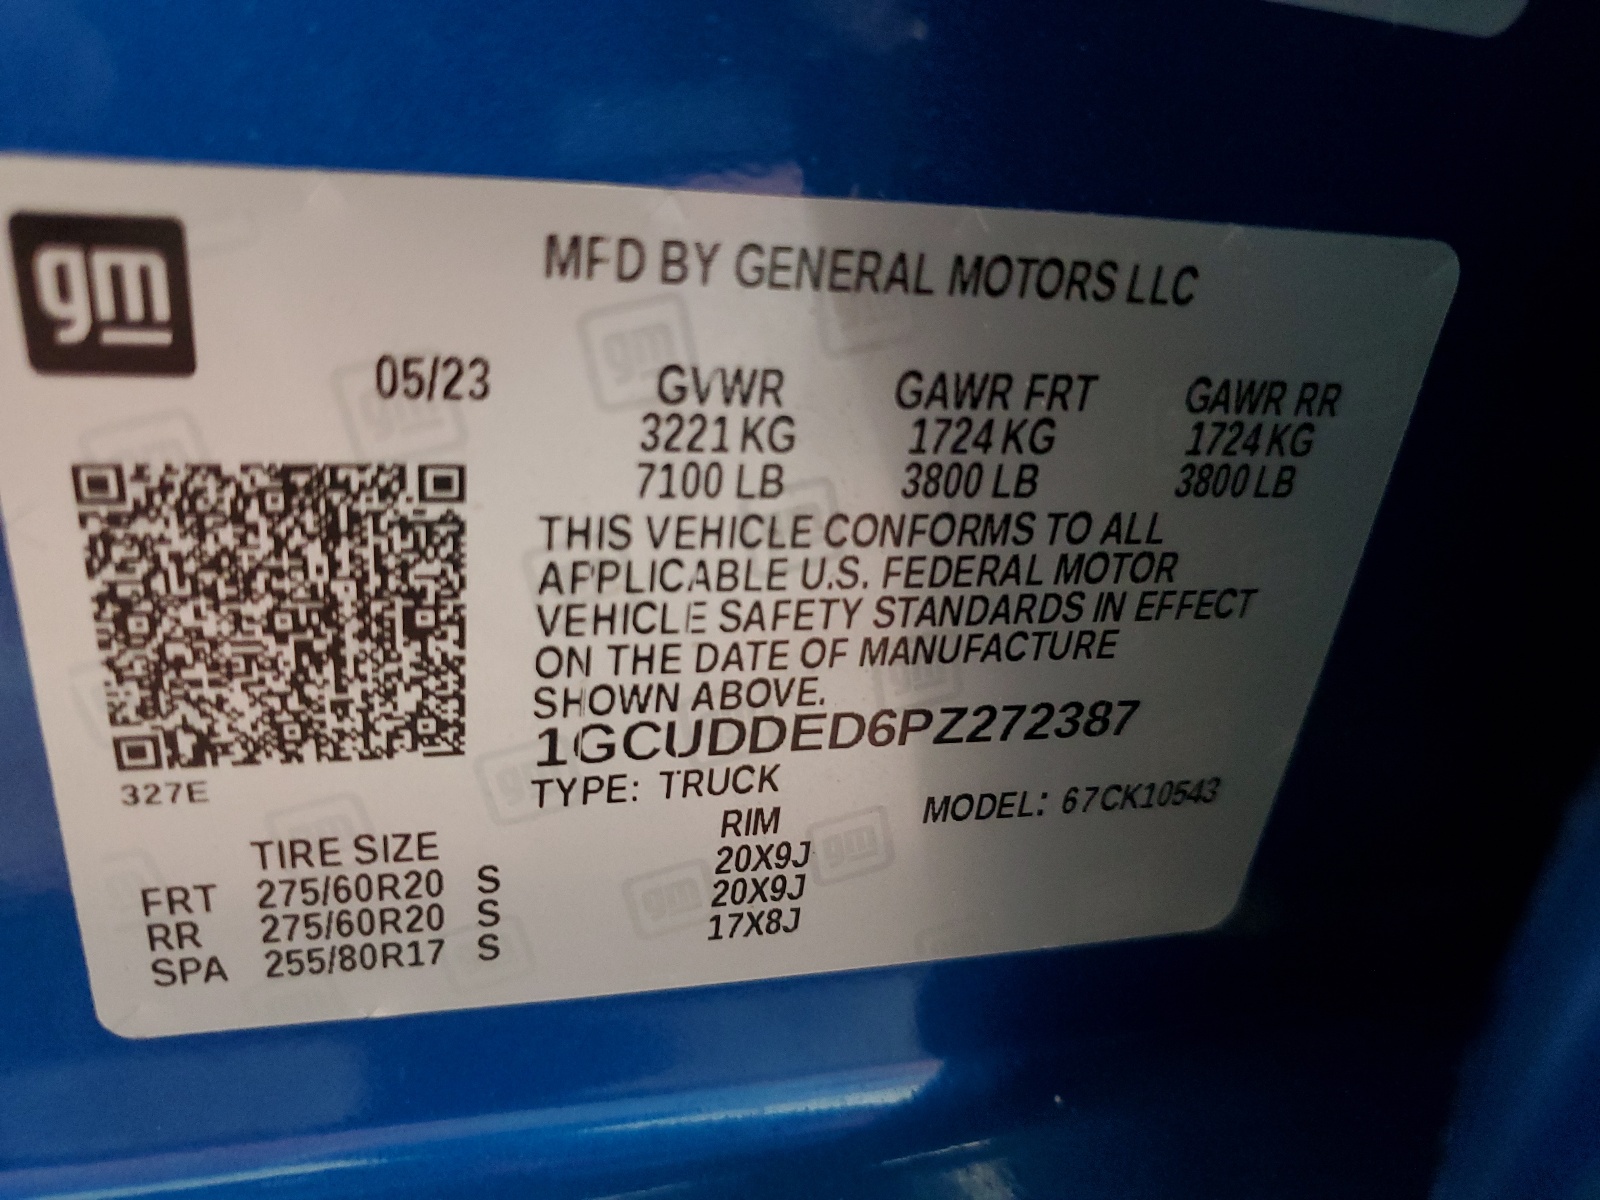 gm
MFD BY GENERAL MOTORS LLC
05/23
GVWR GAWR FRT GAWR RR
3221 KG 1724 KG 1724 KG
7100 LB 3800 LB 3800 LB
THIS VEHICLE CONFORMS TO ALL
APPLICABLE U.S. FEDERAL MOTOR
VEHICLE SAFETY STANDARDS IN EFFECT
ON THE DATE OF MANUFACTURE
SHOWN ABOVE.
1GCUDDED6PZ272387
327E
TYPE: TRUCK MODEL: 67CK10543
TIRE SIZE RIM
FRT 275/60R20 S 20X9J
RR 275/60R20 S 20X9J
SPA 255/80R17 S 17X8J